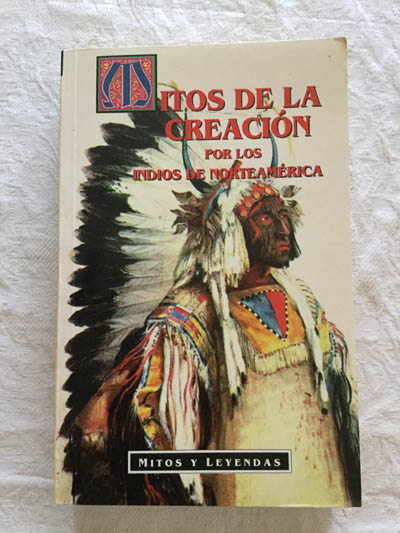 MITOS DE LA
CREACIÓN
POR LOS
INDIOS DE NORTEAMÉRICA
MITOS Y LEYENDAS